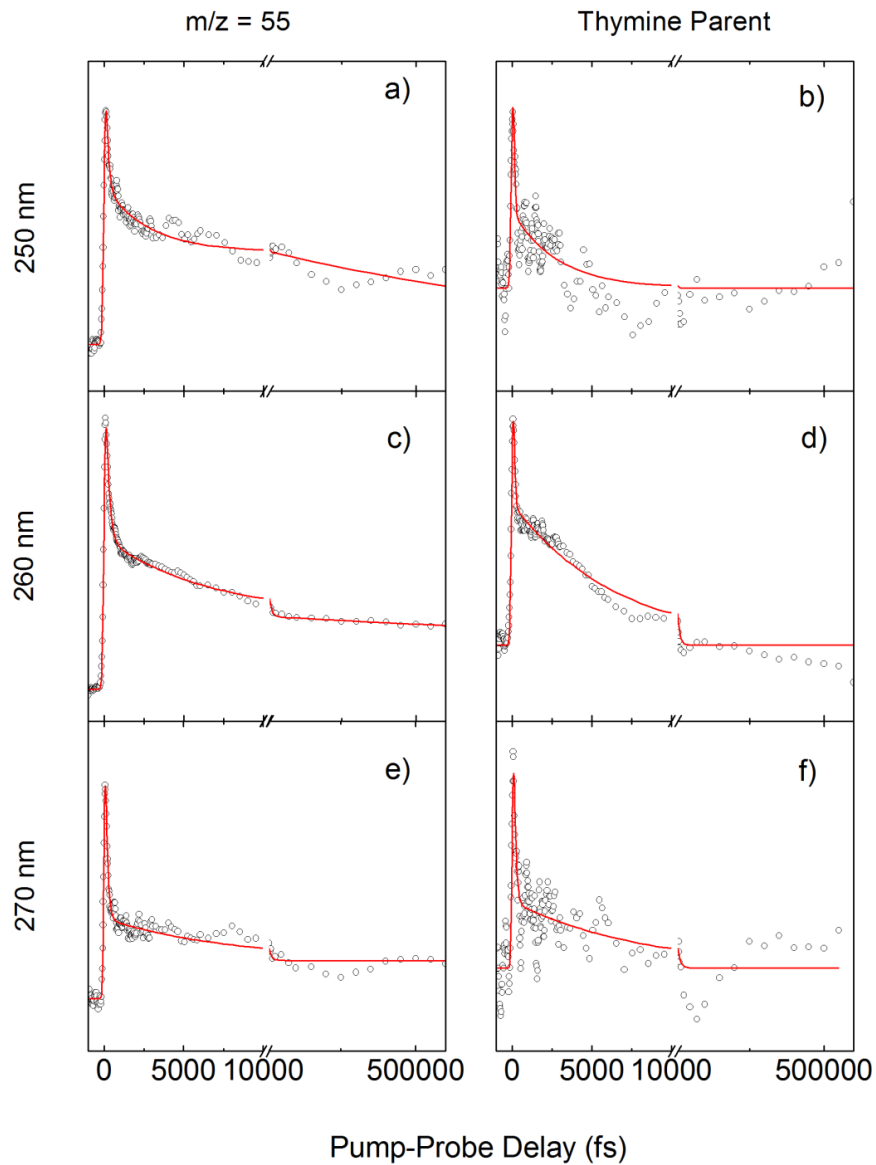 m/z = 55 Thymine Parent
250 nm
a) b)
260 nm
c) d)
270 nm
e) f)
0 5000 10000 500000 0 5000 10000 500000
Pump-Probe Delay (fs)